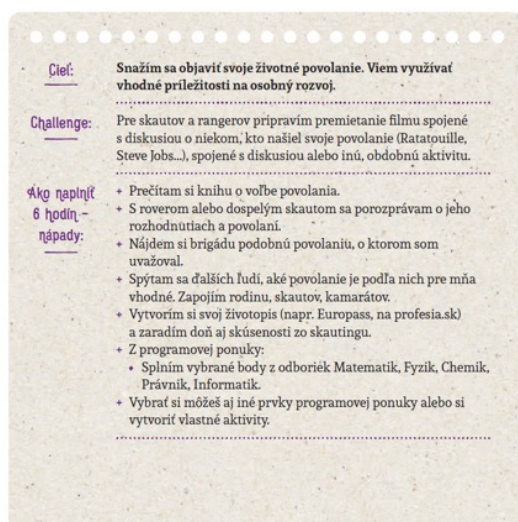 Cieľ:
Snažím sa objaviť svoje životné povolanie. Viem využívať
vhodné príležitosti na osobný rozvoj.
Challenge:
Pre skautov a rangerov pripravím premietanie filmu spojené
s diskusiou o niekom, kto našiel svoje povolanie (Ratatouille,
Steve Jobs...), spojené s diskusiou alebo inú, obdobnú aktivitu.
Ako naplniť
6 hodín –
nápady:
+ Prečítam si knihu o voľbe povolania.
+ S roverom alebo dospelým skautom sa porozprávam o jeho
rozhodnutiach a povolaní.
+ Nájdem si brigádu podobnú povolaniu, o ktorom som
uvažoval.
+ Spýtam sa ďalších ľudí, aké povolanie je podľa nich pre mňa
vhodné. Zapojím rodinu, skautov, kamarátov.
+ Vytvorím si svoj životopis (napr. Europass, na profesia.sk)
a zaradím doň aj skúsenosti zo skautingu.
+ Z programovej ponuky:
+ Splním vybrané body z odboriek Matematik, Fyzik, Chemik,
Právnik, Informatik.
+ Vybrať si môžeš aj iné prvky programovej ponuky alebo si
vytvoriť vlastné aktivity.